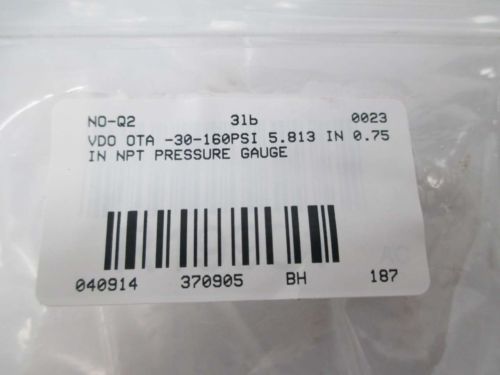 NO-Q2 31b 0023
VDO OTA -30-160PSI 5.813 IN 0.75
IN NPT PRESSURE GAUGE
040914 370905 BH 187